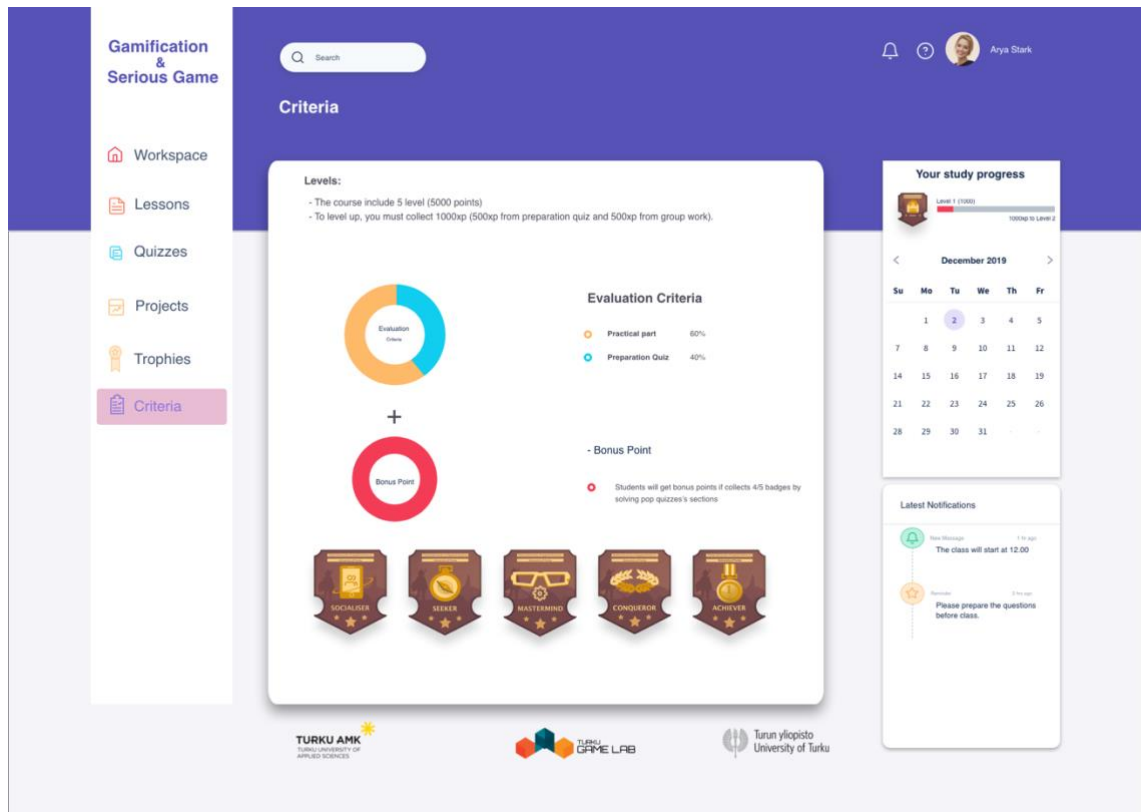 Gamification
&
Serious Game
Workspace
Lessons
Quizzes
Projects
Trophies
Criteria
Search
Arya Stark
Criteria
Levels:
- The course include 5 level (5000 points)
- To level up, you must collect 1000xp (500xp from preparation quiz and 500xp from group work).
Evaluation
Criteria
Evaluation Criteria
Practical part 60%
Preparation Quiz 40%
+
Bonus Point
- Bonus Point
Students will get bonus points if collects 4/5 badges by
solving pop quizzes's sections
SOCIALISER
SEEKER
MASTERMIND
CONQUEROR
ACHIEVER
Your study progress
Level 1 (1000)
1000xp to Level 2
< December 2019 >
Su Mo Tu We Th Fr
1 2 3 4 5
7 8 9 10 11 12
14 15 16 17 18 19
21 22 23 24 25 26
28 29 30 31 - -
Latest Notifications
New Message 1 hr ago
The class will start at 12.00
Reminder 3 hrs ago
Please prepare the questions
before class.
TURKU AMK
TURKU UNIVERSITY OF
APPLIED SCIENCES
TURKU
GAME LAB
Turun yliopisto
University of Turku